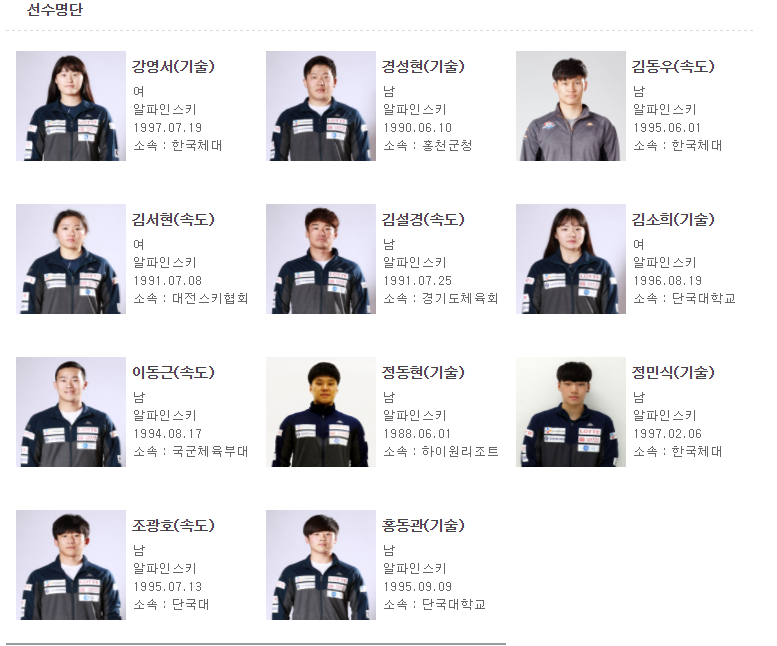 선수명단
강영서(기술)
여
알파인스키
1997.07.19
소속 : 한국체대
경성현(기술)
남
알파인스키
1990.06.10
소속 : 홍천군청
김동우(속도)
남
알파인스키
1995.06.01
소속 : 한국체대
김서현(속도)
여
알파인스키
1991.07.08
소속 : 대전스키협회
김설경(속도)
남
알파인스키
1991.07.25
소속 : 경기도체육회
김소희(기술)
여
알파인스키
1996.08.19
소속 : 단국대학교
이동근(속도)
남
알파인스키
1994.08.17
소속 : 국군체육부대
정동현(기술)
남
알파인스키
1988.06.01
소속 : 하이원리조트
정민식(기술)
남
알파인스키
1997.02.06
소속 : 한국체대
조광호(속도)
남
알파인스키
1995.07.13
소속 : 단국대
홍동관(기술)
남
알파인스키
1995.09.09
소속 : 단국대학교